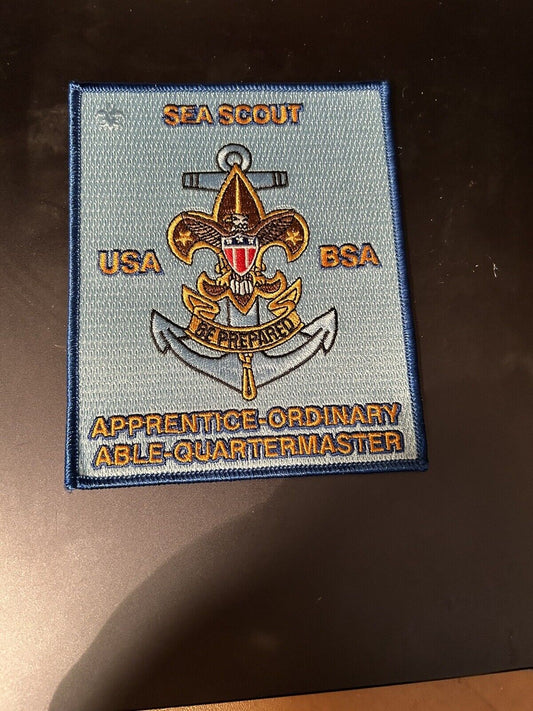 SEA SCOUT
USA BSA
BE PREPARED
APPRENTICE-ORDINARY
ABLE-QUARTERMASTER